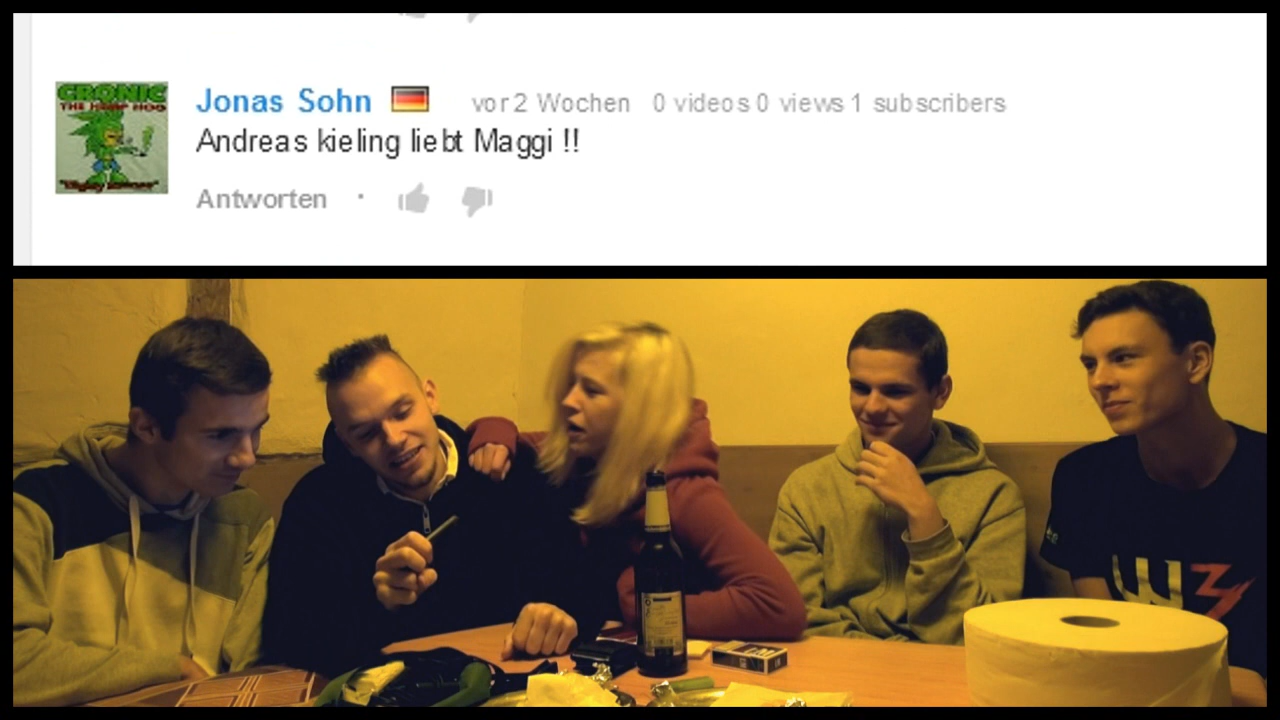 CRONIC
THE HEMP HOG
Jonas Sohn vor 2 Wochen 0 videos 0 views 1 subscribers
Andreas kieling liebt Maggi !!
Antworten ·
W3